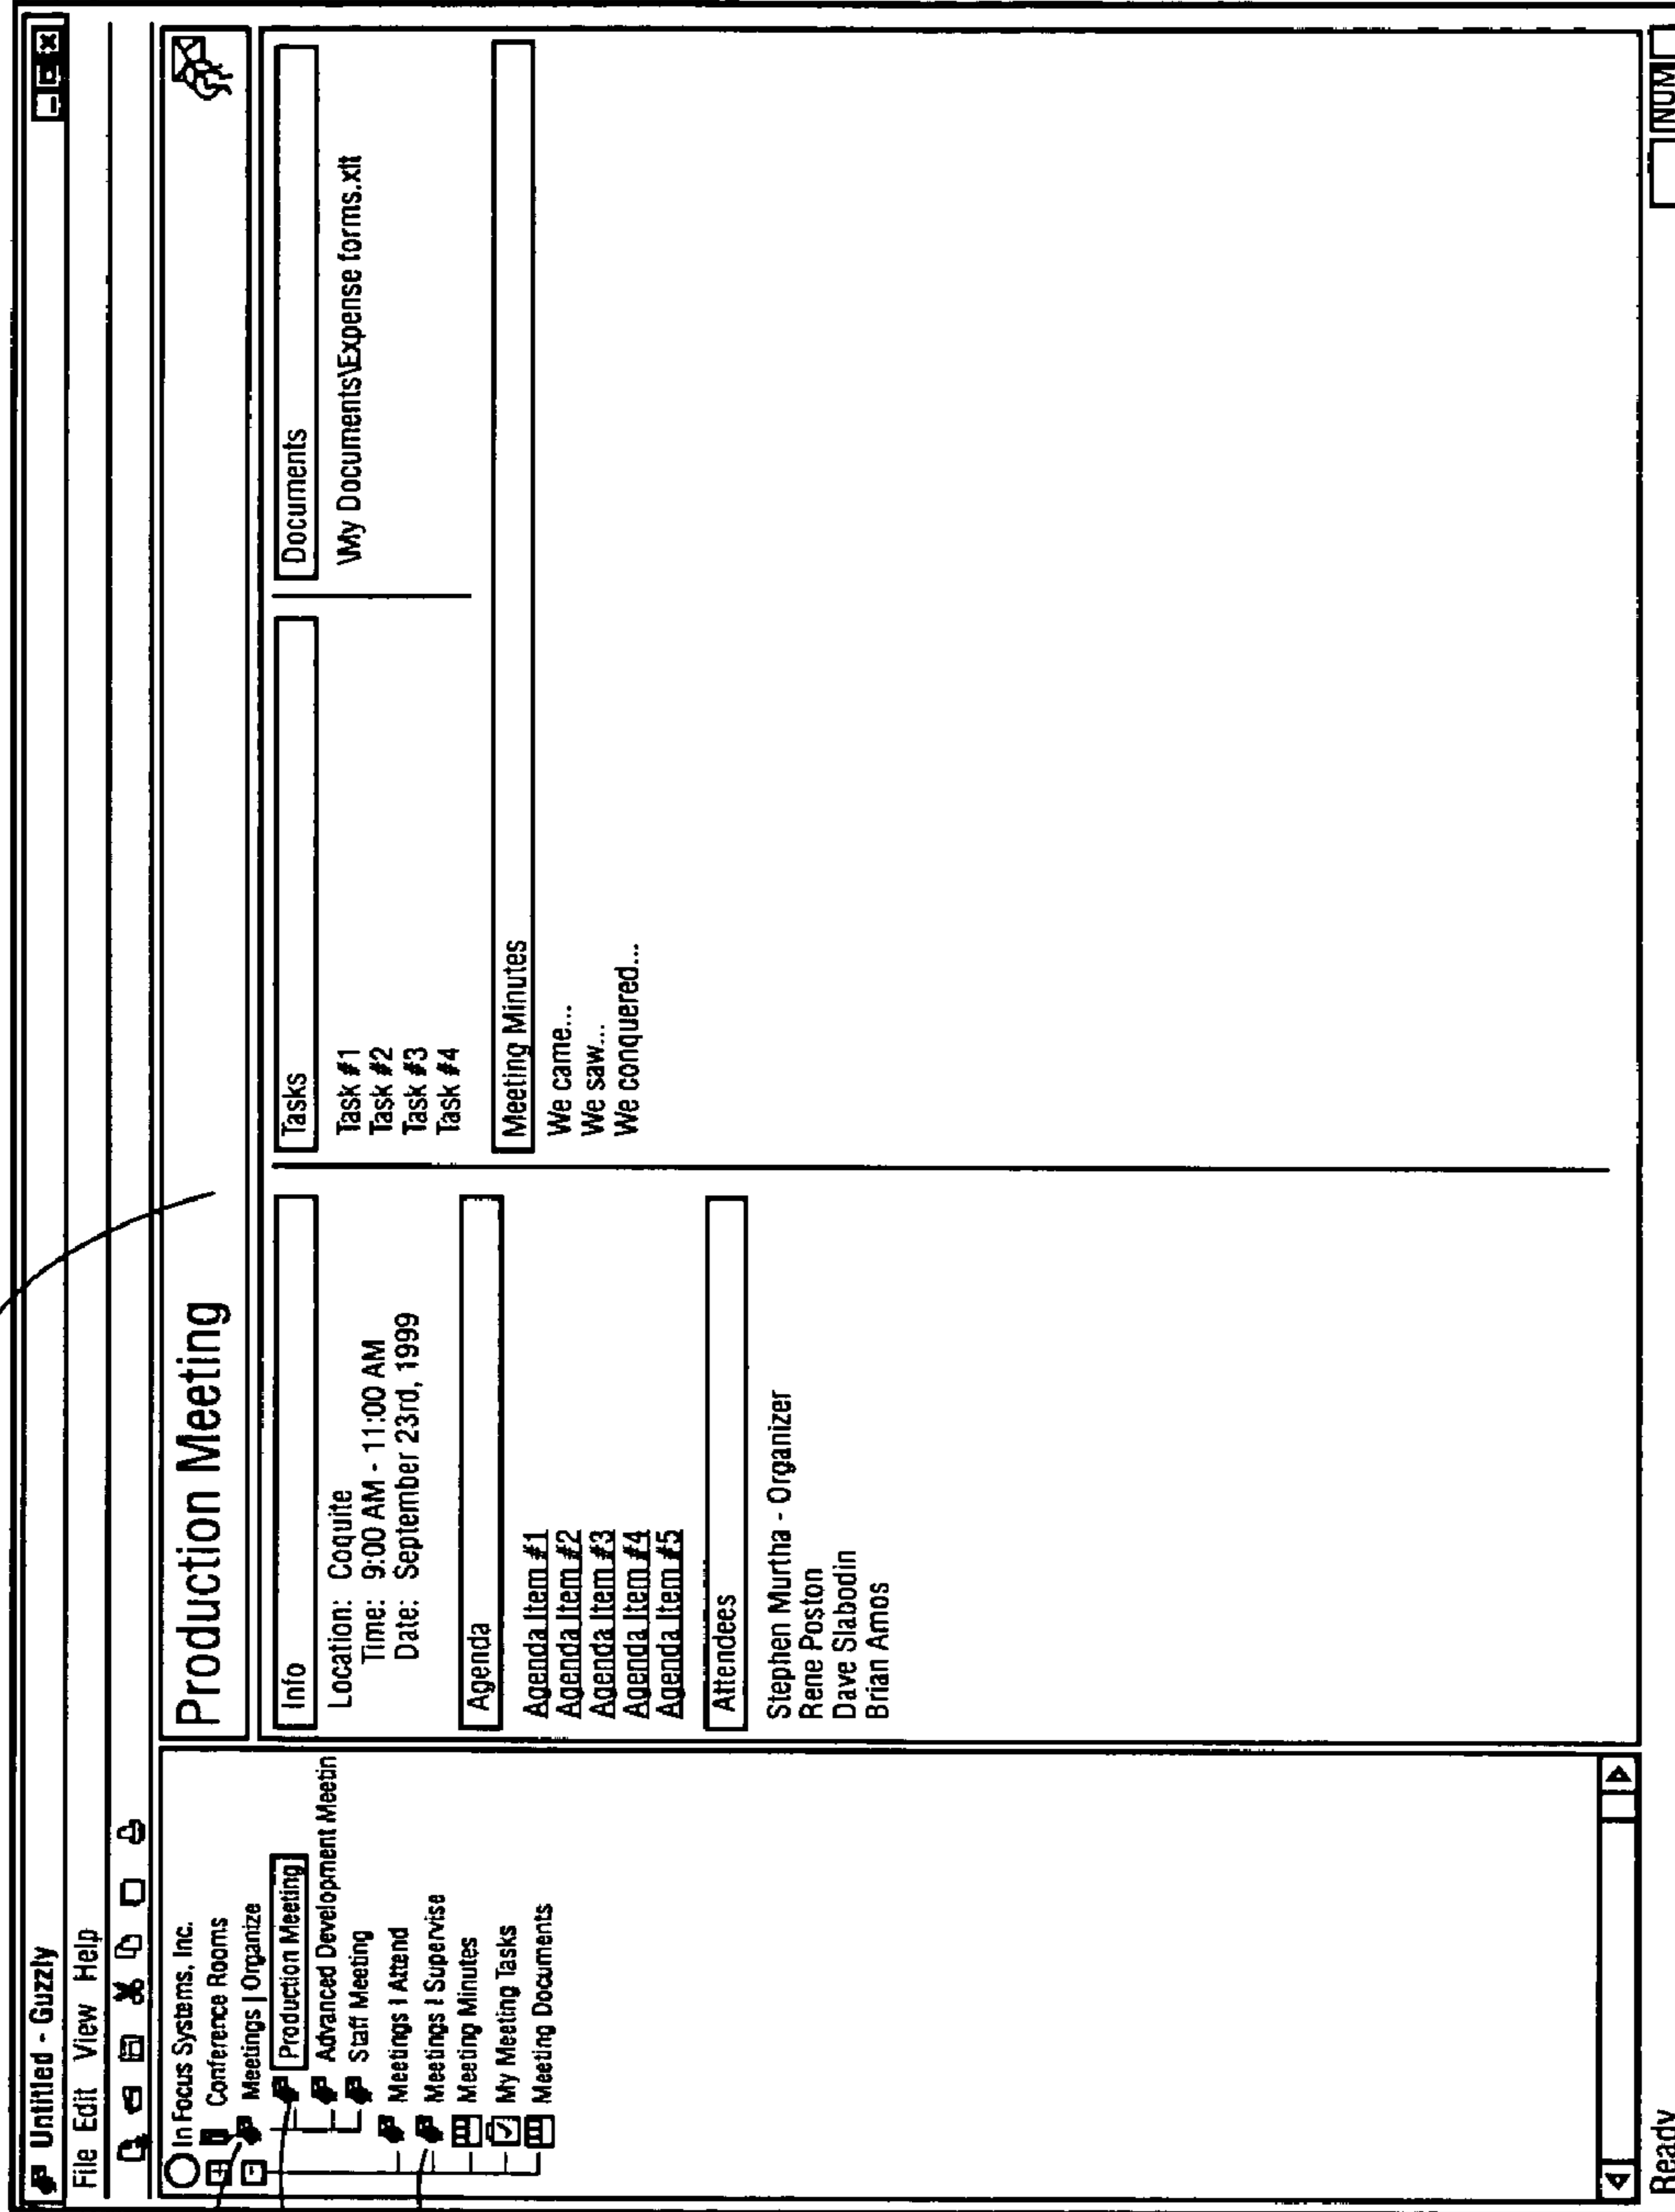 Untitled - Guzzly
File Edit View Help
In Focus Systems, Inc.
Conference Rooms
Meetings | Organize
Production Meeting
Advanced Development Meetin
Staff Meeting
Meetings I Attend
Meetings I Supervise
Meeting Minutes
My Meeting Tasks
Meeting Documents
Production Meeting
Info
Location: Coquite
Time: 9:00 AM - 11:00 AM
Date: September 23rd, 1999
Agenda
Agenda Item #1
Agenda Item #2
Agenda Item #3
Agenda Item #4
Agenda Item #5
Attendees
Stephen Murtha - Organizer
Rene Poston
Dave Slabodin
Brian Amos
Tasks
Task #1
Task #2
Task #3
Task #4
Documents
\My Documents\Expense forms.xlt
Meeting Minutes
We came...
We saw...
We conquered...
Ready
NUM